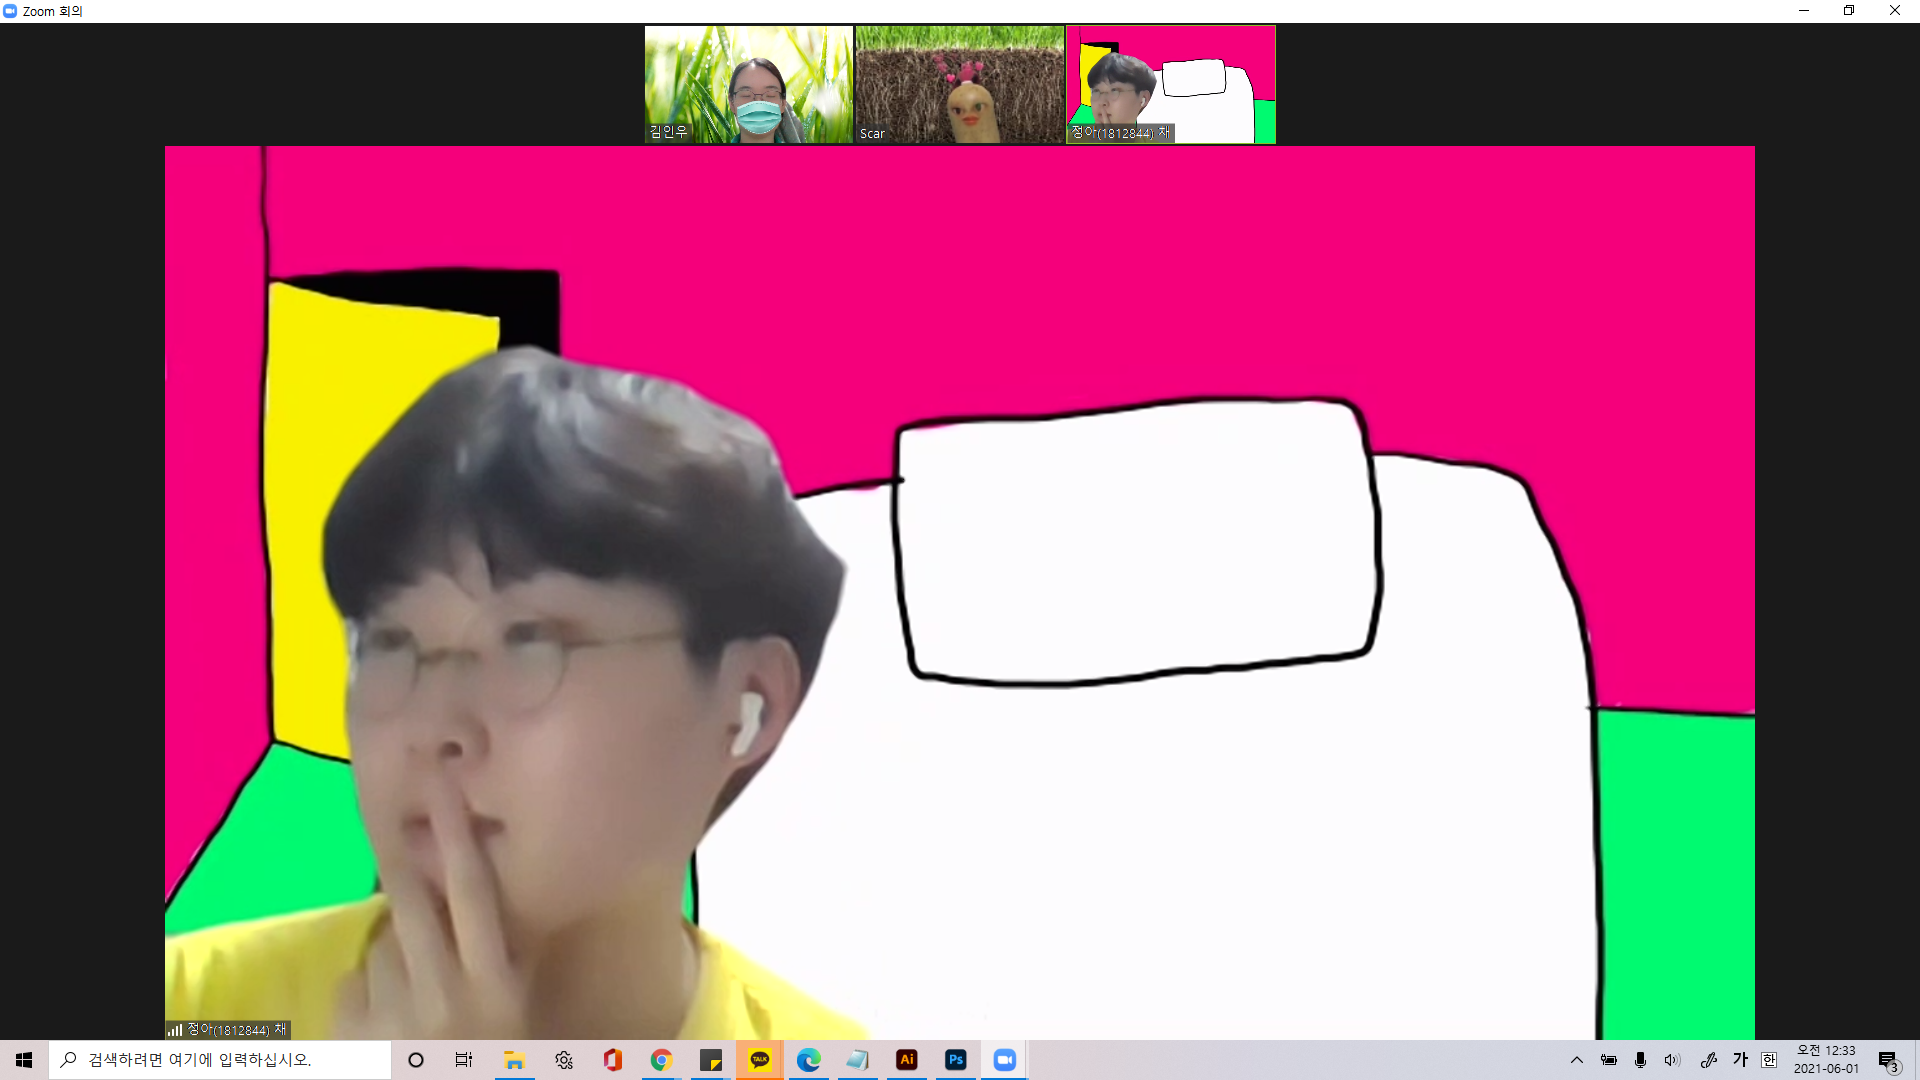 Zoom 회의
김인우
Scar
정아(1812844) 채
정아(1812844) 채
검색하려면 여기에 입력하십시오.
TALK
Ai
Ps
가
한
오전 12:33
2021-06-01
3